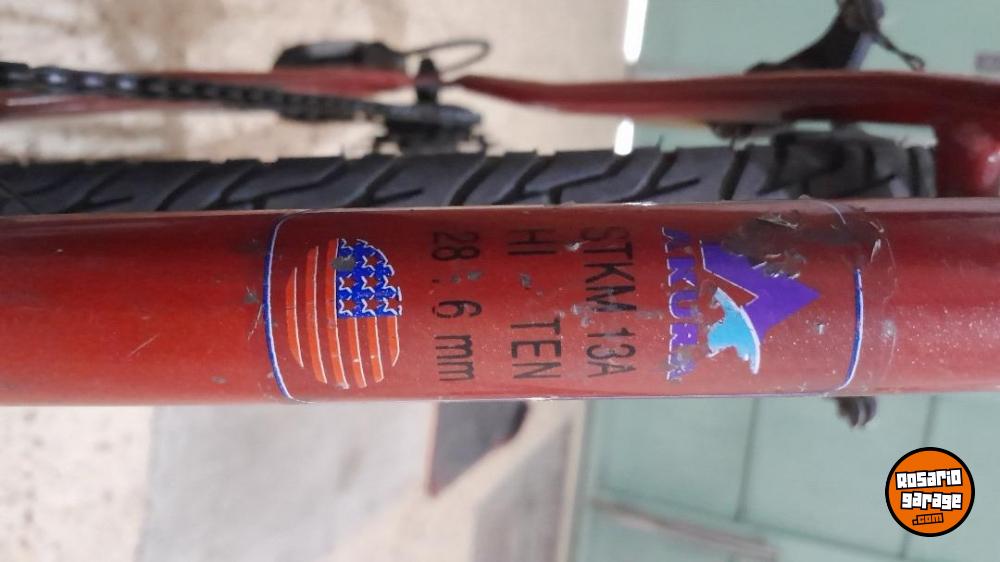 AKURA
STKM 13A
HI - TEN
28.6 mm
Rosario
garage
.com